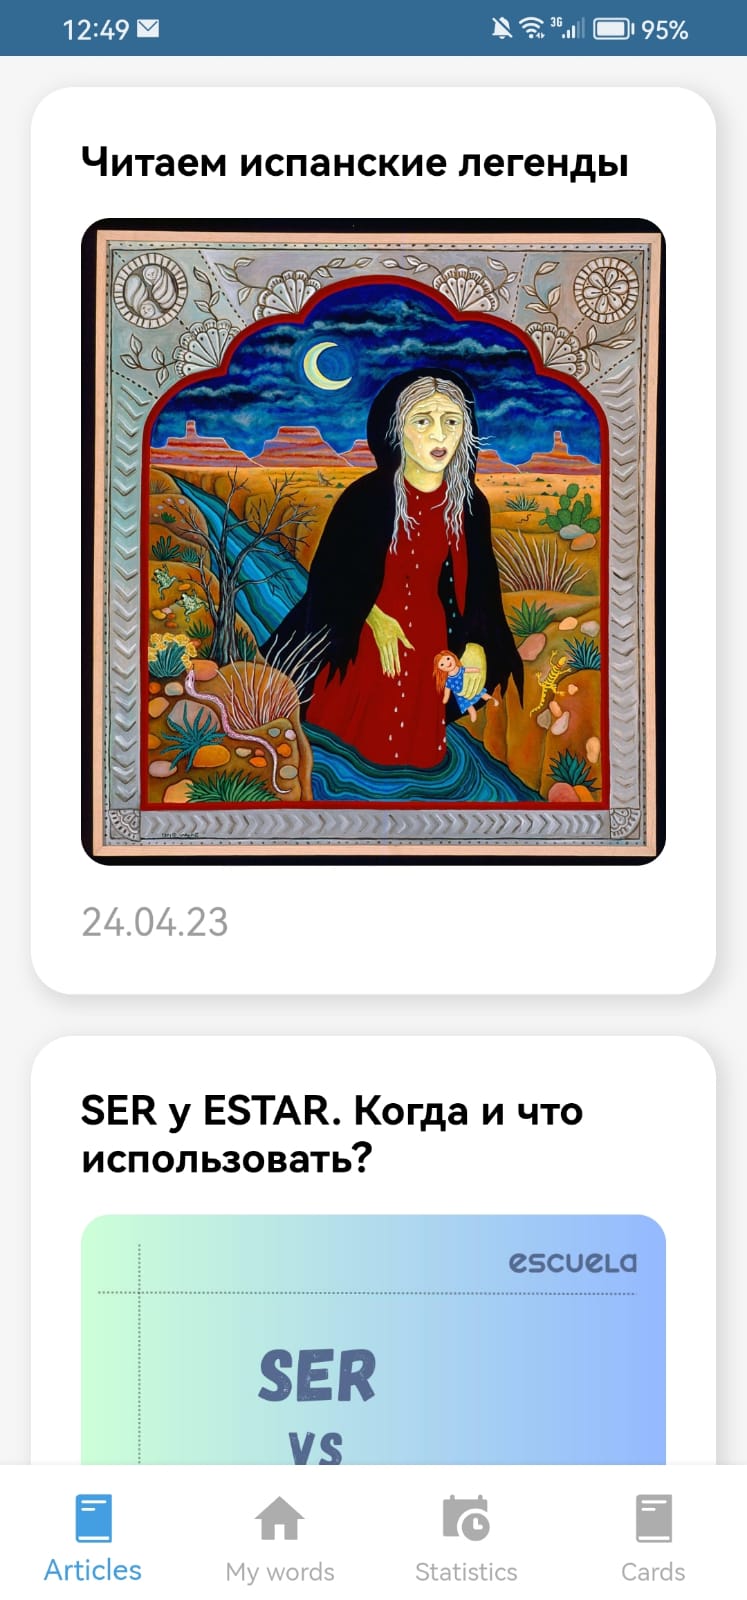 12:49
3G
95%
Читаем испанские легенды
24.04.23
SER y ESTAR. Когда и что
использовать?
escuela
SER
VS
Articles
My words
Statistics
Cards